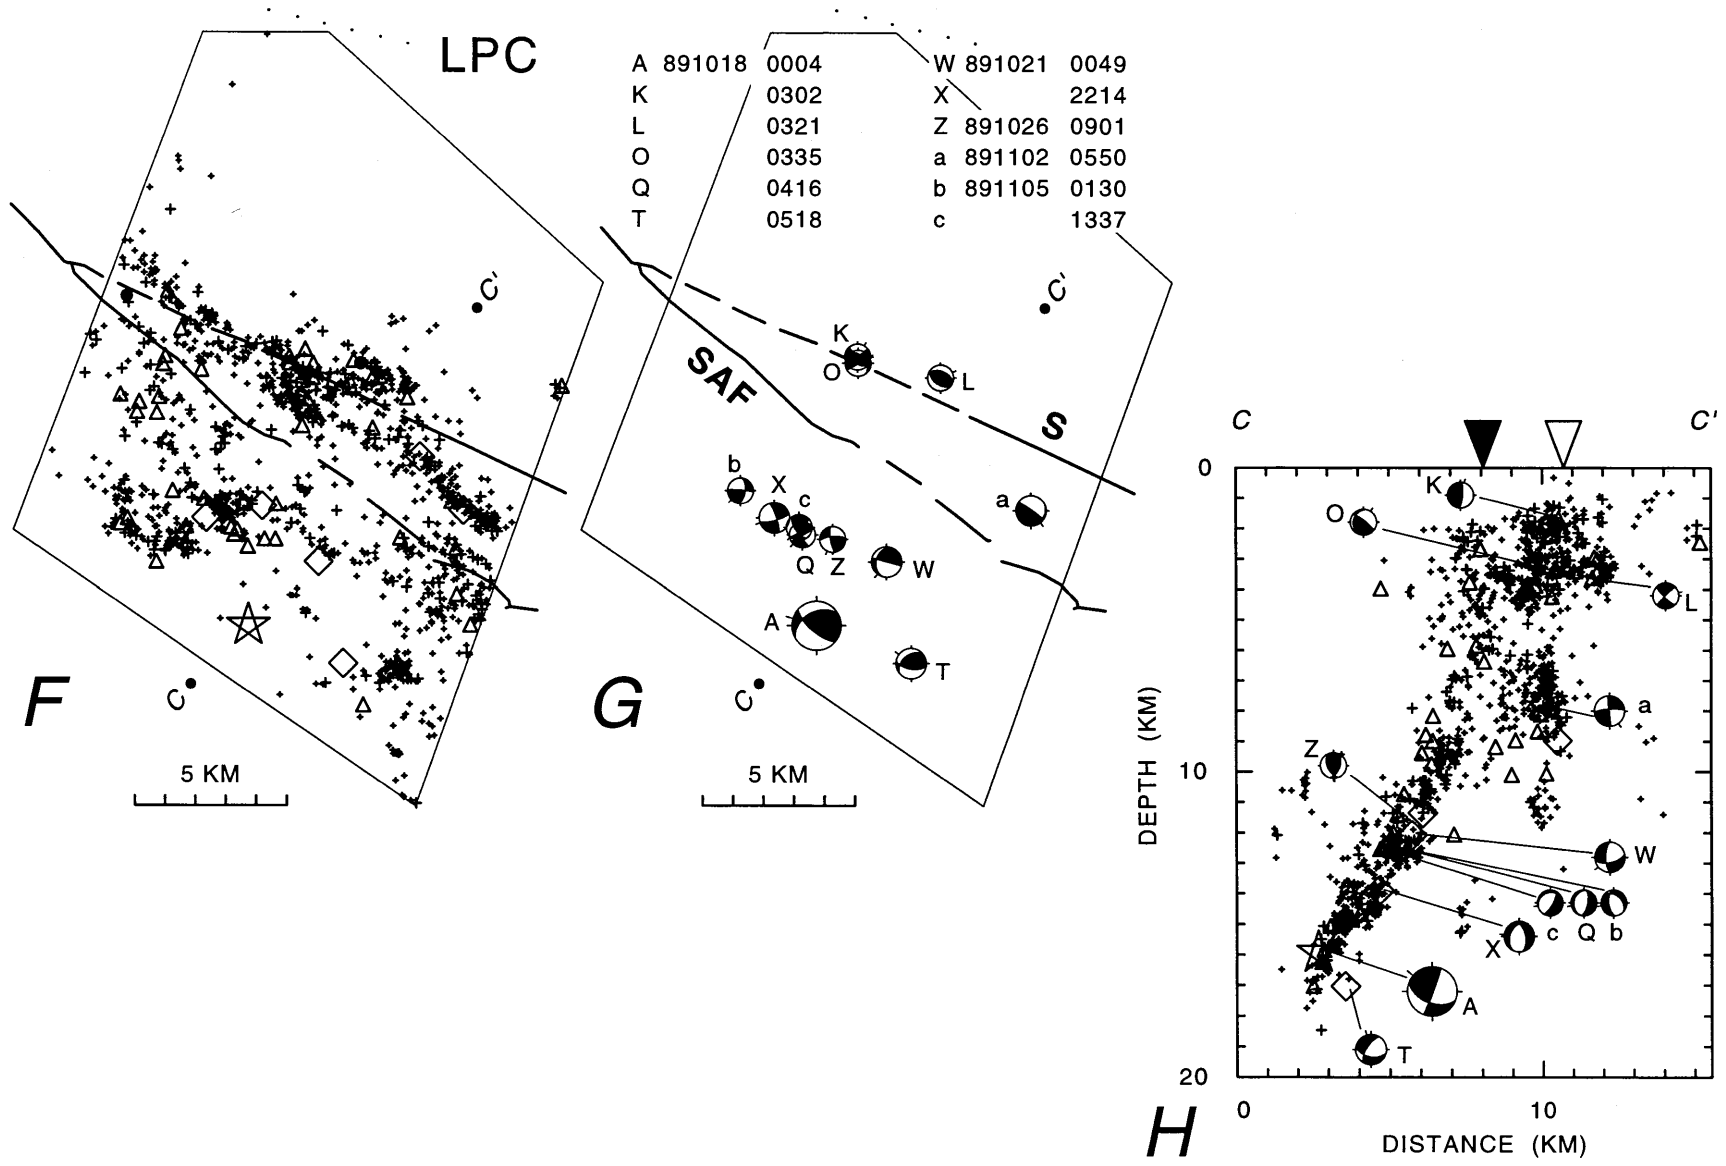 LPC
A 891018 0004 W 891021 0049
K 0302 X 2214
L 0321 Z 891026 0901
O 0335 a 891102 0550
Q 0416 b 891105 0130
T 0518 c 1337
C'
C
F
5 KM
C'
K
O
L
SAF
S
b
X
c
a
Q
Z
W
A
T
C
G
5 KM
C C'
0
K
O
L
a
Z
10
W
c Q b
X
A
T
20
DEPTH (KM)
0 10
DISTANCE (KM)
H